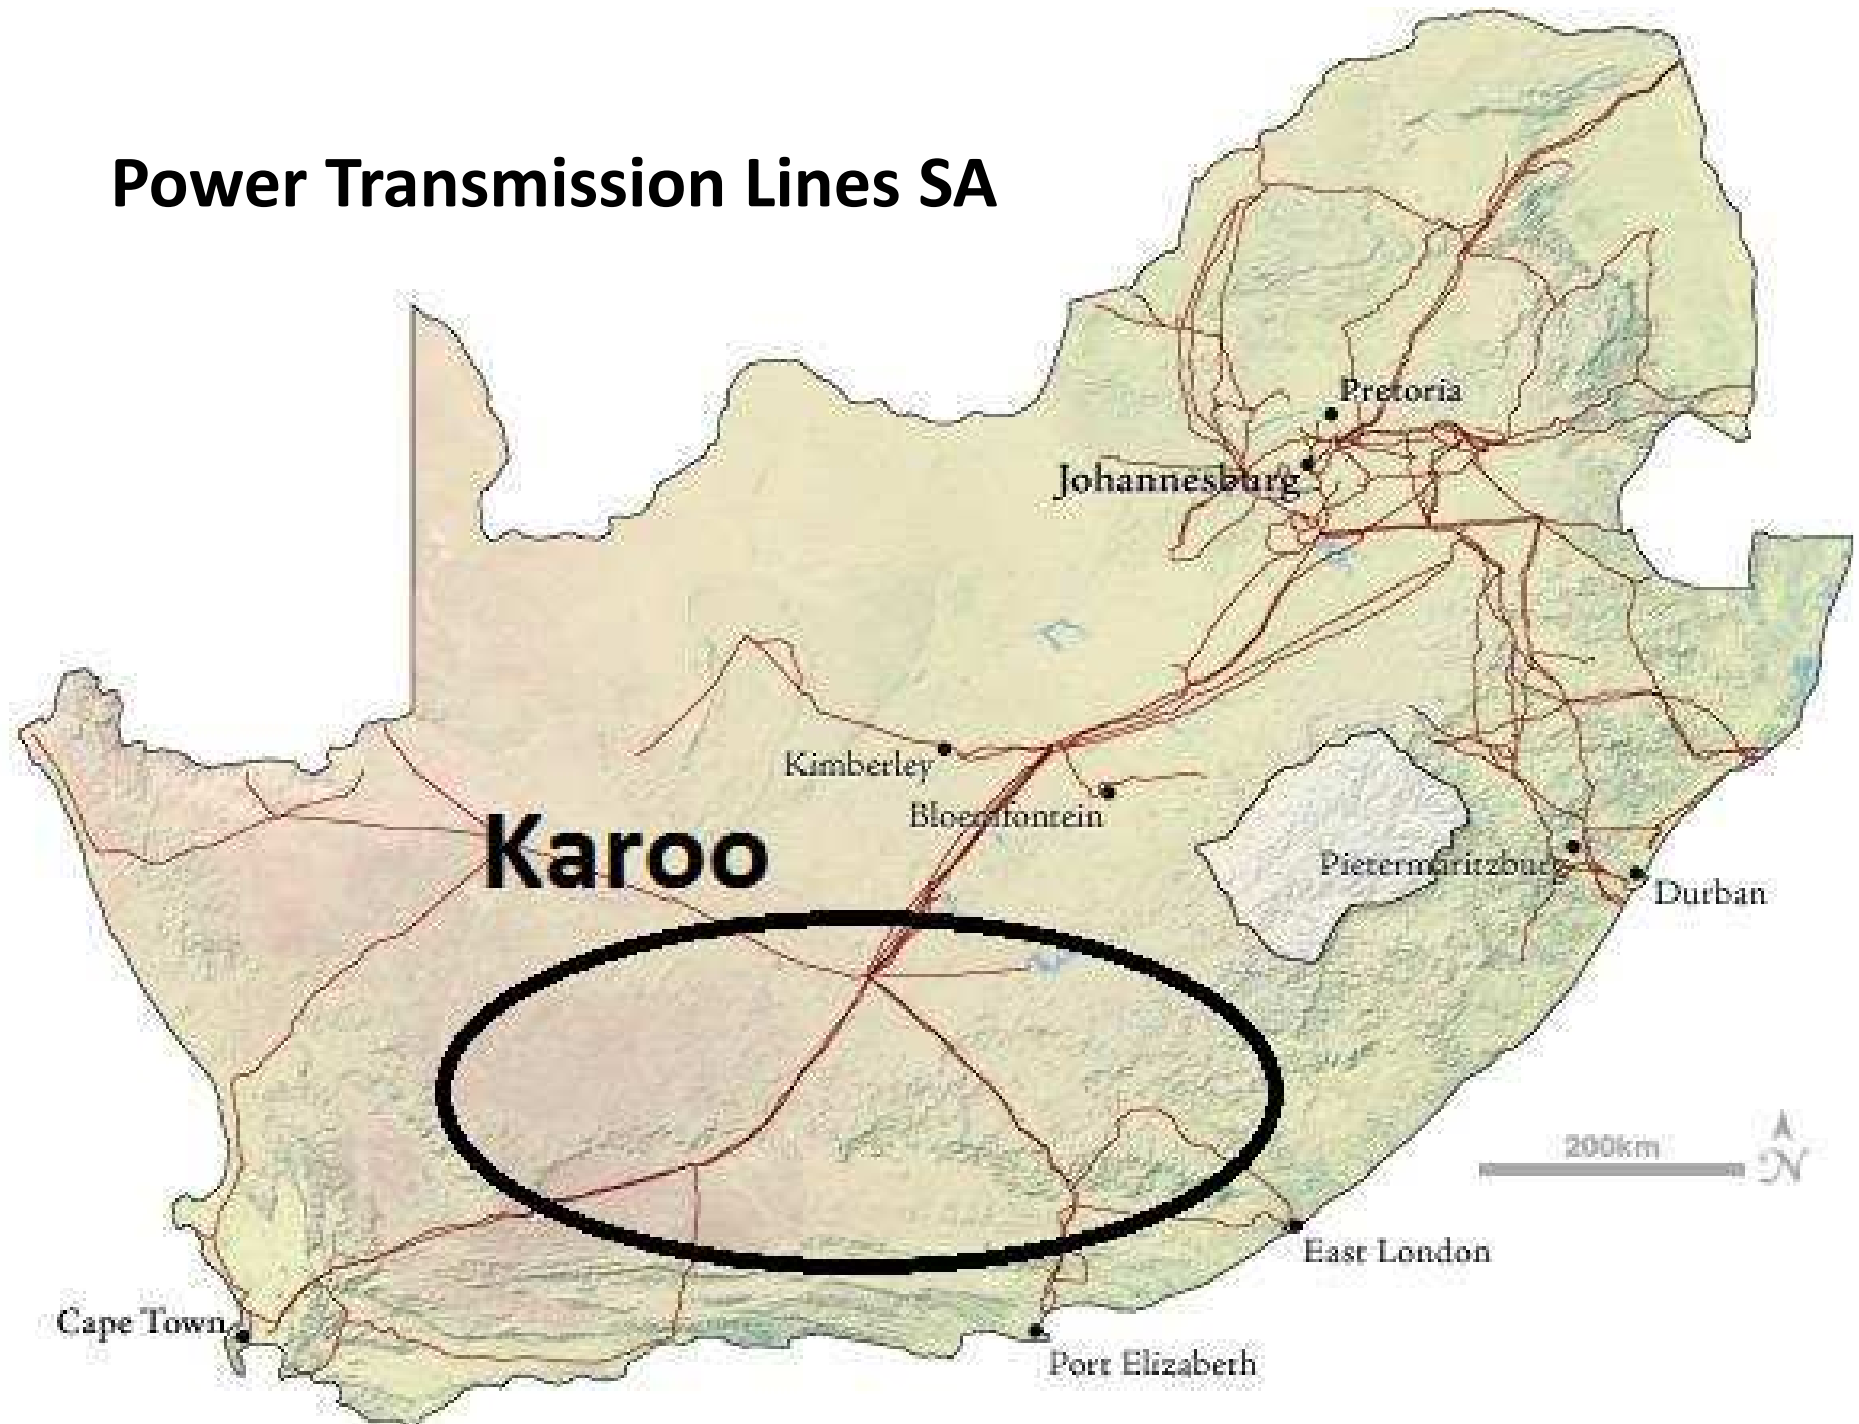 Power Transmission Lines SA
Pretoria
Johannesburg
Kimberley
Bloemfontein
Karoo
Pietermaritzburg
Durban
200km
N
East London
Cape Town
Port Elizabeth